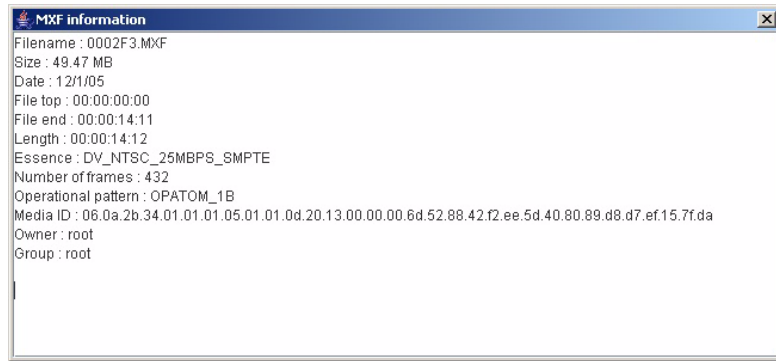 MXF information
Filename : 0002F3.MXF
Size : 49.47 MB
Date : 12/1/05
File top : 00:00:00:00
File end : 00:00:14:11
Length : 00:00:14:12
Essence : DV_NTSC_25MBPS_SMPTE
Number of frames : 432
Operational pattern : OPATOM_1B
Media ID : 06.0a.2b.34.01.01.01.05.01.01.0d.20.13.00.00.00.6d.52.88.42.f2.ee.5d.40.80.89.d8.d7.ef.15.7f.da
Owner : root
Group : root